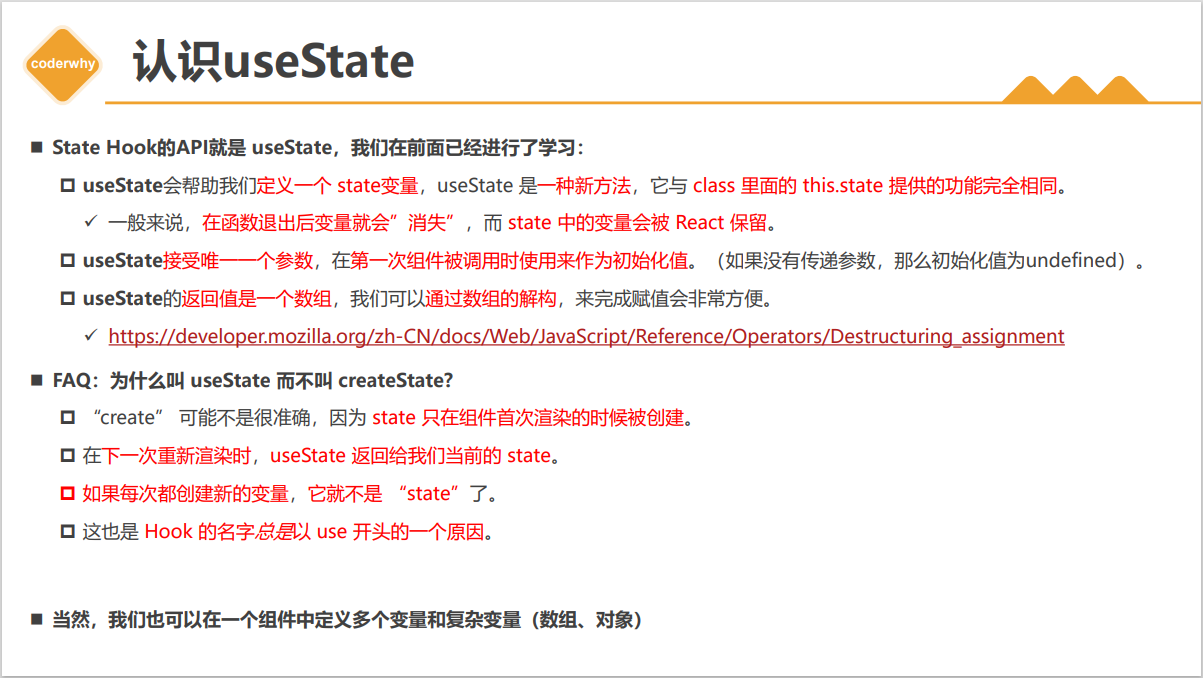 coderwhy
认识useState
State Hook的API就是 useState，我们在前面已经进行了学习：
useState会帮助我们定义一个 state变量，useState 是一种新方法，它与 class 里面的 this.state 提供的功能完全相同。
一般来说，在函数退出后变量就会”消失”，而 state 中的变量会被 React 保留。
useState接受唯一一个参数，在第一次组件被调用时使用来作为初始化值。（如果没有传递参数，那么初始化值为undefined）。
useState的返回值是一个数组，我们可以通过数组的解构，来完成赋值会非常方便。
https://developer.mozilla.org/zh-CN/docs/Web/JavaScript/Reference/Operators/Destructuring_assignment
FAQ：为什么叫 useState 而不叫 createState?
“create” 可能不是很准确，因为 state 只在组件首次渲染的时候被创建。
在下一次重新渲染时，useState 返回给我们当前的 state。
如果每次都创建新的变量，它就不是 “state”了。
这也是 Hook 的名字总是以 use 开头的一个原因。
当然，我们也可以在一个组件中定义多个变量和复杂变量（数组、对象）